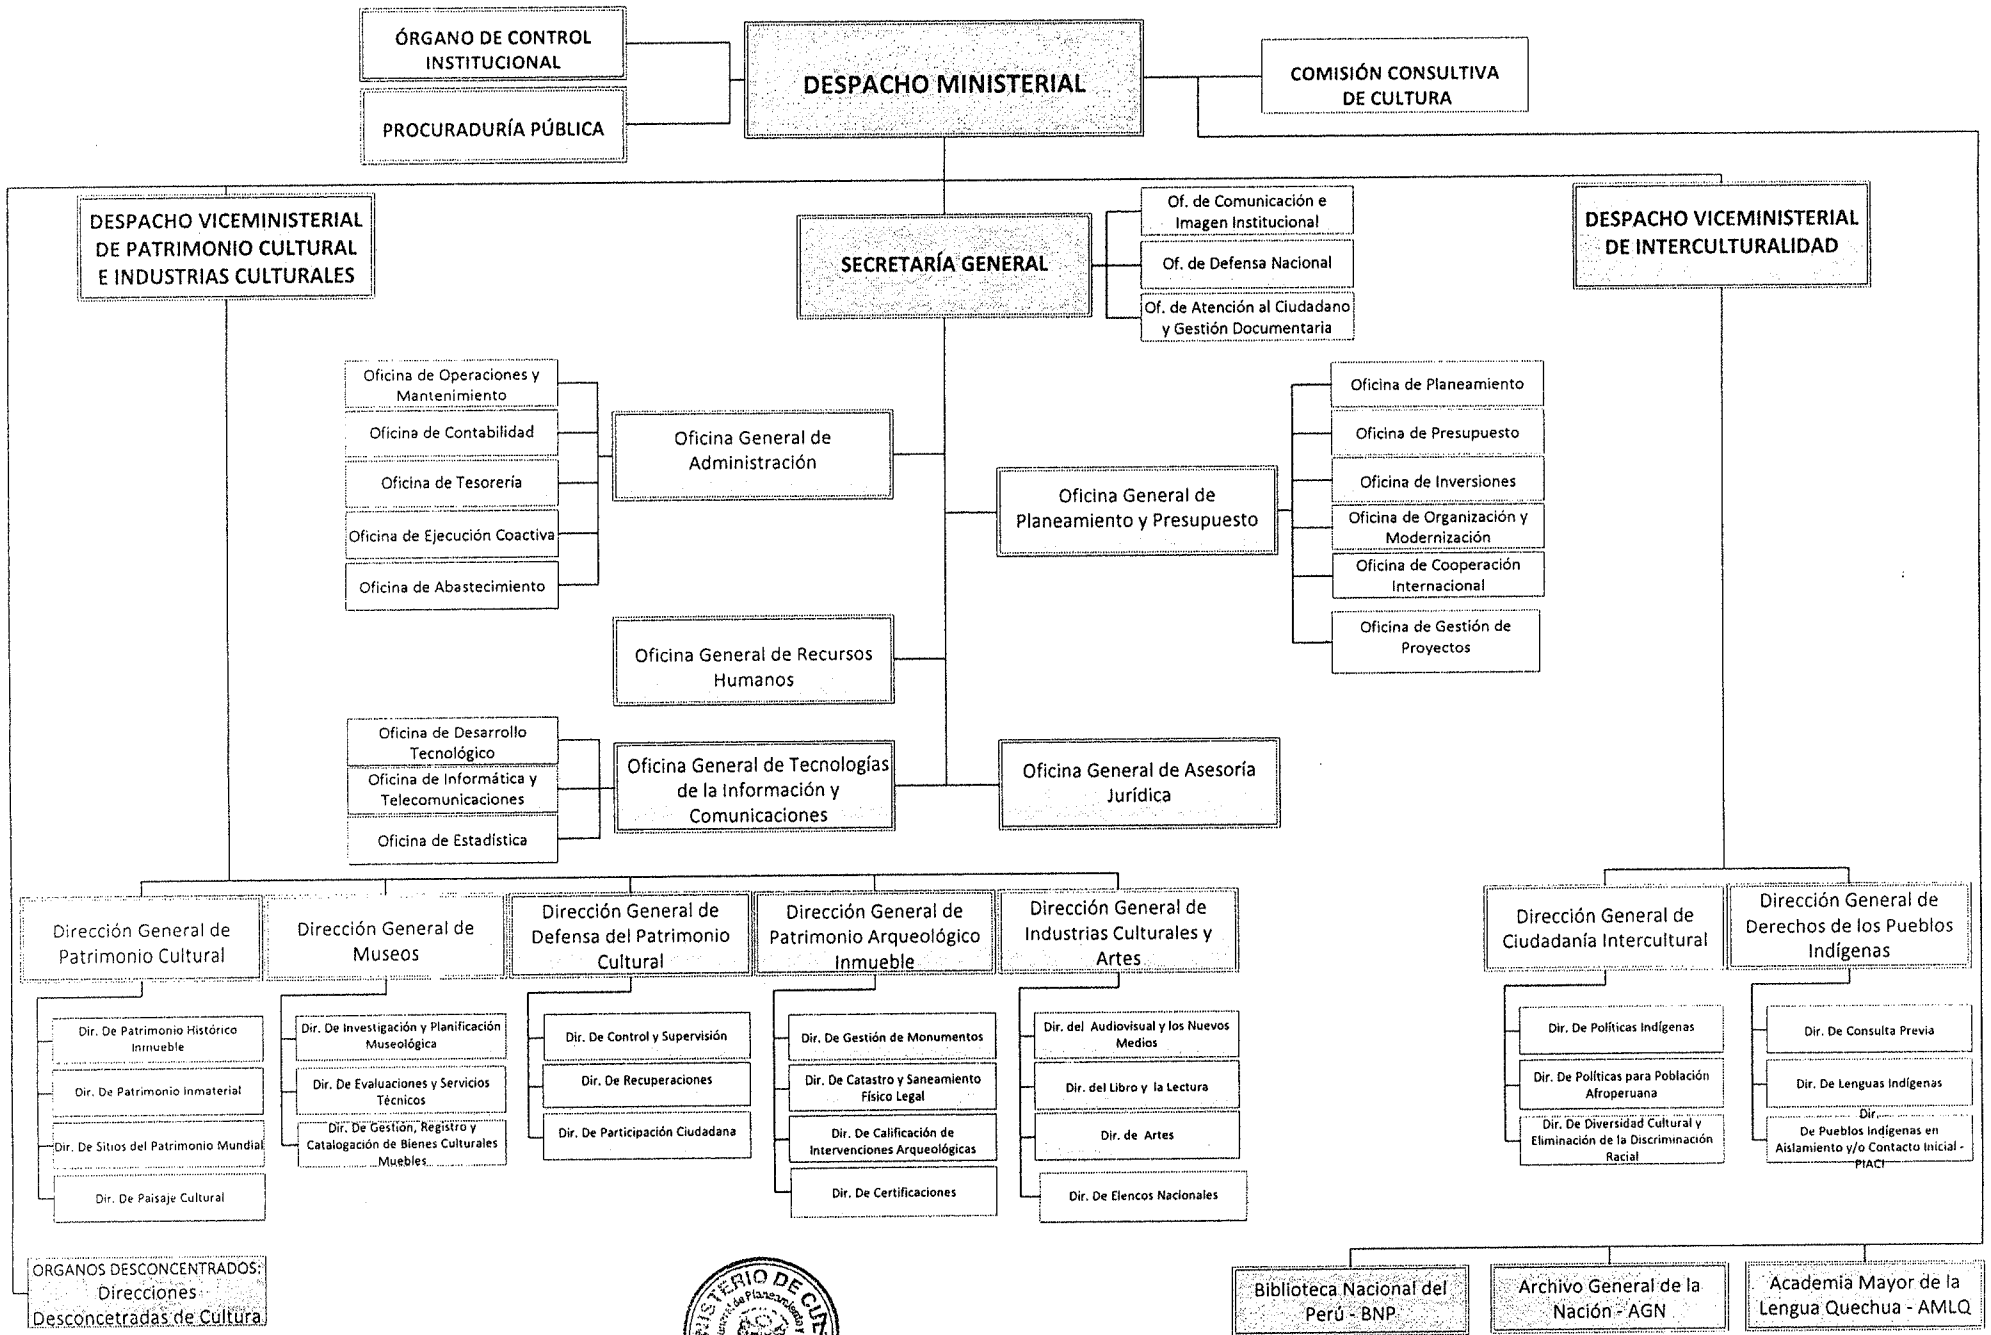 ÓRGANO DE CONTROL
INSTITUCIONAL
PROCURADURÍA PÚBLICA
DESPACHO MINISTERIAL
COMISIÓN CONSULTIVA
DE CULTURA
DESPACHO VICEMINISTERIAL
DE PATRIMONIO CULTURAL
E INDUSTRIAS CULTURALES
SECRETARÍA GENERAL
Of. de Comunicación e
Imagen Institucional
Of. de Defensa Nacional
Of. de Atención al Ciudadano
y Gestión Documentaria
DESPACHO VICEMINISTERIAL
DE INTERCULTURALIDAD
Oficina de Operaciones y
Mantenimiento
Oficina de Contabilidad
Oficina de Tesorería
Oficina de Ejecución Coactiva
Oficina de Abastecimiento
Oficina General de
Administración
Oficina General de
Planeamiento y Presupuesto
Oficina de Planeamiento
Oficina de Presupuesto
Oficina de Inversiones
Oficina de Organización y
Modernización
Oficina de Cooperación
Internacional
Oficina de Gestión de
Proyectos
Oficina General de Recursos
Humanos
Oficina de Desarrollo
Tecnológico
Oficina de Informática y
Telecomunicaciones
Oficina de Estadística
Oficina General de Tecnologías
de la Información y
Comunicaciones
Oficina General de Asesoría
Jurídica
Dirección General de
Patrimonio Cultural
Dir. De Patrimonio Histórico
Inmueble
Dir. De Patrimonio Inmaterial
Dir. De Sitios del Patrimonio Mundial
Dir. De Paisaje Cultural
Dirección General de
Museos
Dir. De Investigación y Planificación
Museológica
Dir. De Evaluaciones y Servicios
Técnicos
Dir. De Gestión, Registro y
Catalogación de Bienes Culturales
Muebles
Dirección General de
Defensa del Patrimonio
Cultural
Dir. De Control y Supervisión
Dir. De Recuperaciones
Dir. De Participación Ciudadana
Dirección General de
Patrimonio Arqueológico
Inmueble
Dir. De Gestión de Monumentos
Dir. De Catastro y Saneamiento
Físico Legal
Dir. De Calificación de
Intervenciones Arqueológicas
Dir. De Certificaciones
Dirección General de
Industrias Culturales y
Artes
Dir. del Audiovisual y los Nuevos
Medios
Dir. del Libro y la Lectura
Dir. de Artes
Dir. De Elencos Nacionales
Dirección General de
Ciudadanía Intercultural
Dir. De Políticas Indígenas
Dir. De Políticas para Población
Afroperuana
Dir. De Diversidad Cultural y
Eliminación de la Discriminación
Racial
Dirección General de
Derechos de los Pueblos
Indígenas
Dir. De Consulta Previa
Dir. De Lenguas Indígenas
Dir.
De Pueblos Indígenas en
Aislamiento y/o Contacto Inicial -
PIACI
ORGANOS DESCONCENTRADOS:
Direcciones
Desconcetradas de Cultura
Biblioteca Nacional del
Perú - BNP
Archivo General de la
Nación - AGN
Academia Mayor de la
Lengua Quechua - AMLQ